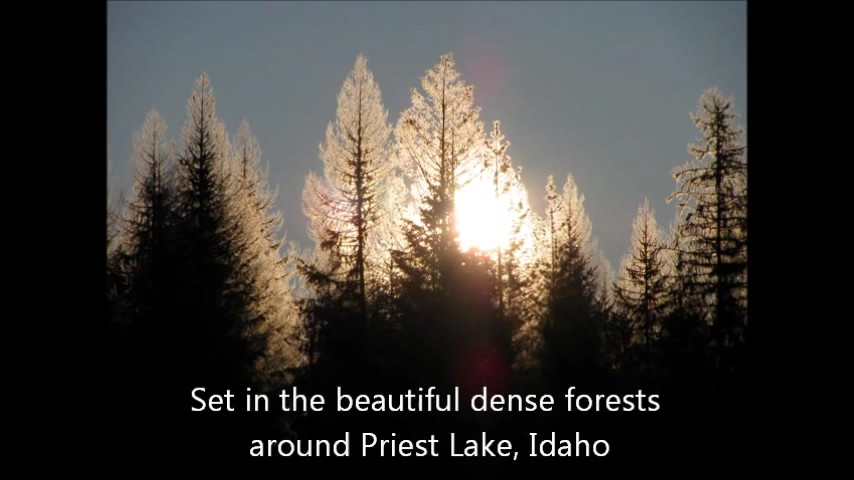 Set in the beautiful dense forests
around Priest Lake, Idaho